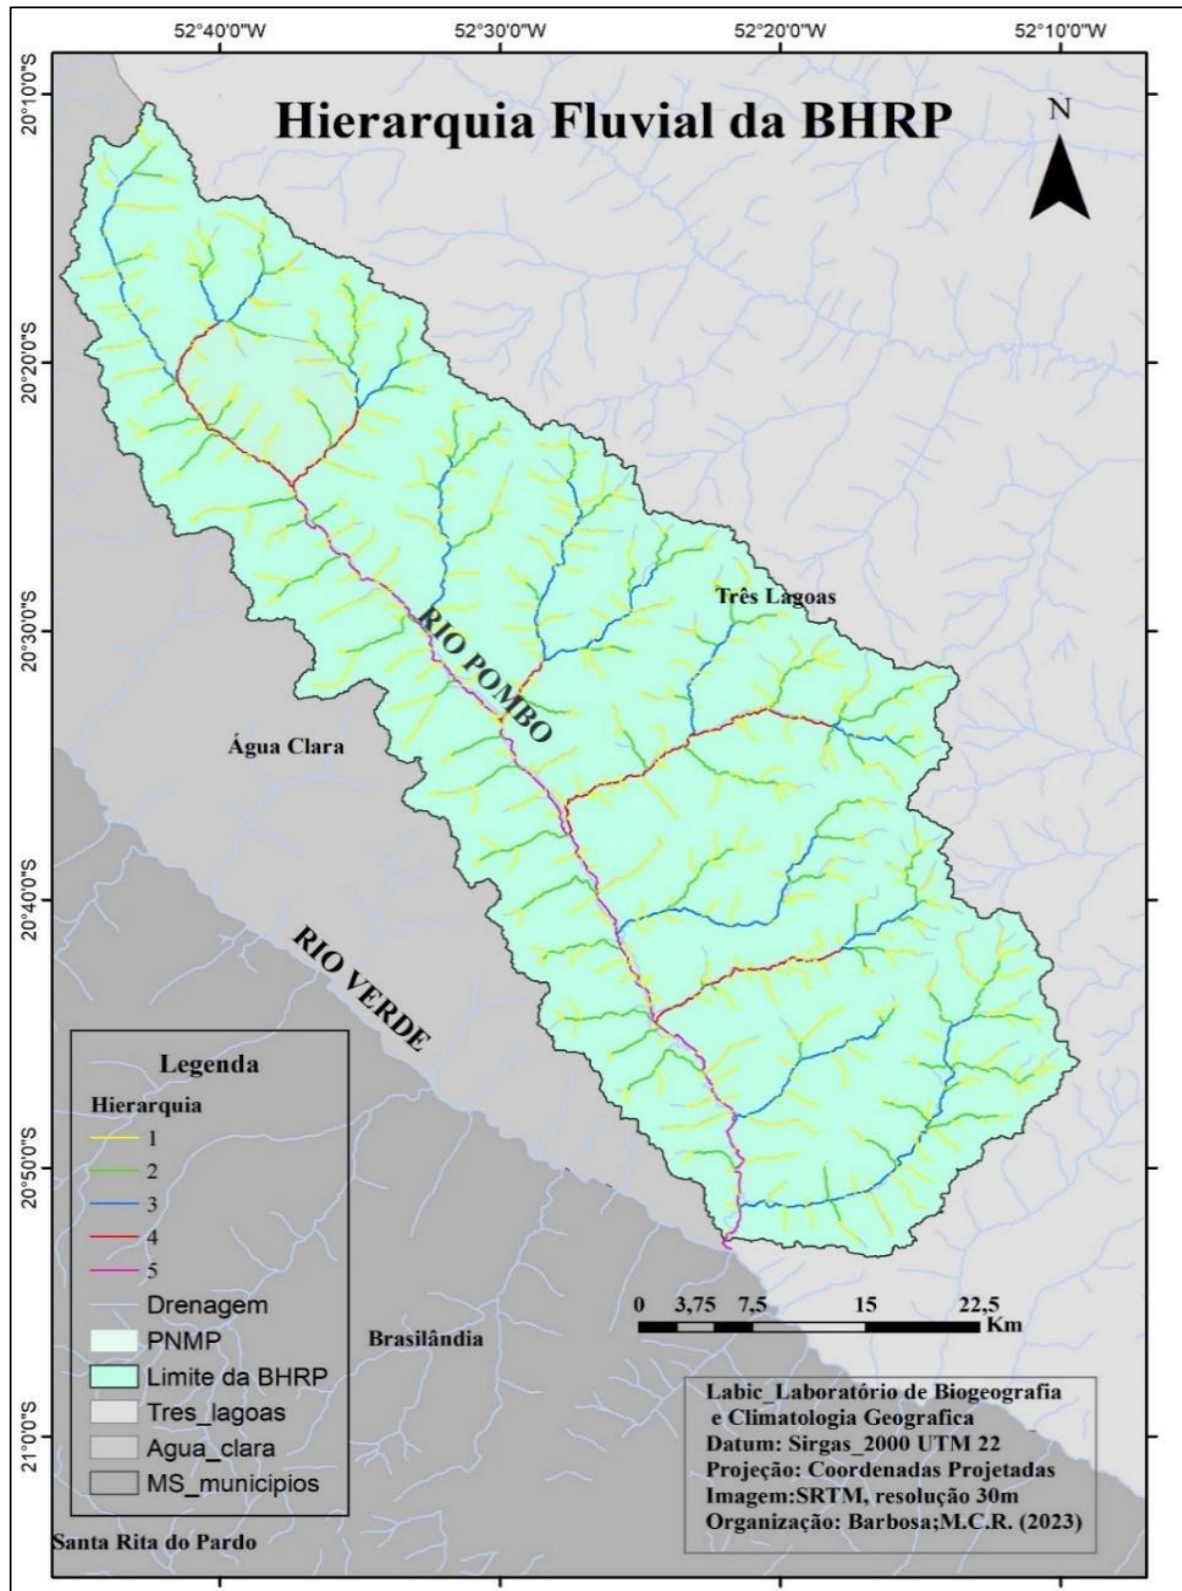 52°40'0"W
52°30'0"W
52°20'0"W
52°10'0"W
20°10'0"S
20°20'0"S
20°30'0"S
20°40'0"S
20°50'0"S
21°0'0"S
Hierarquia Fluvial da BHRP
N
Três Lagoas
RIO POMBO
Água Clara
RIO VERDE
Legenda
Hierarquia
1
2
3
4
5
Drenagem
PNMP
Limite da BHRP
Tres_lagoas
Agua_clara
MS_municipios
Brasilândia
Santa Rita do Pardo
0 3,75 7,5 15 22,5
Km
Labic_Laboratório de Biogeografia
e Climatologia Geografica
Datum: Sirgas_2000 UTM 22
Projeção: Coordenadas Projetadas
Imagem:SRTM, resolução 30m
Organização: Barbosa;M.C.R. (2023)